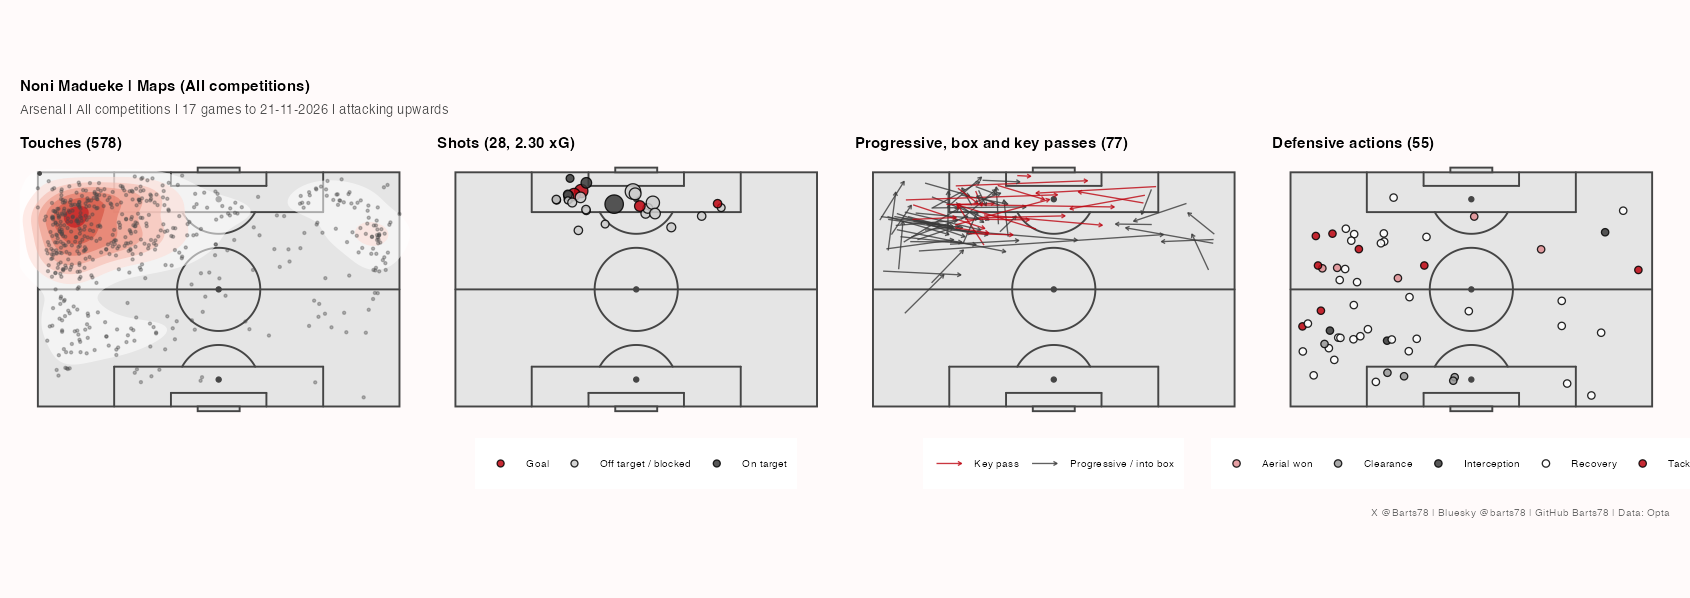 Noni Madueke | Maps (All competitions)
Arsenal | All competitions | 17 games to 21-11-2026 | attacking upwards
Touches (578)
Shots (28, 2.30 xG)
Progressive, box and key passes (77)
Defensive actions (55)
Goal
Off target / blocked
On target
Key pass
Progressive / into box
Aerial won
Clearance
Interception
Recovery
Tack
X @Barts78 | Bluesky @barts78 | GitHub Barts78 | Data: Opta